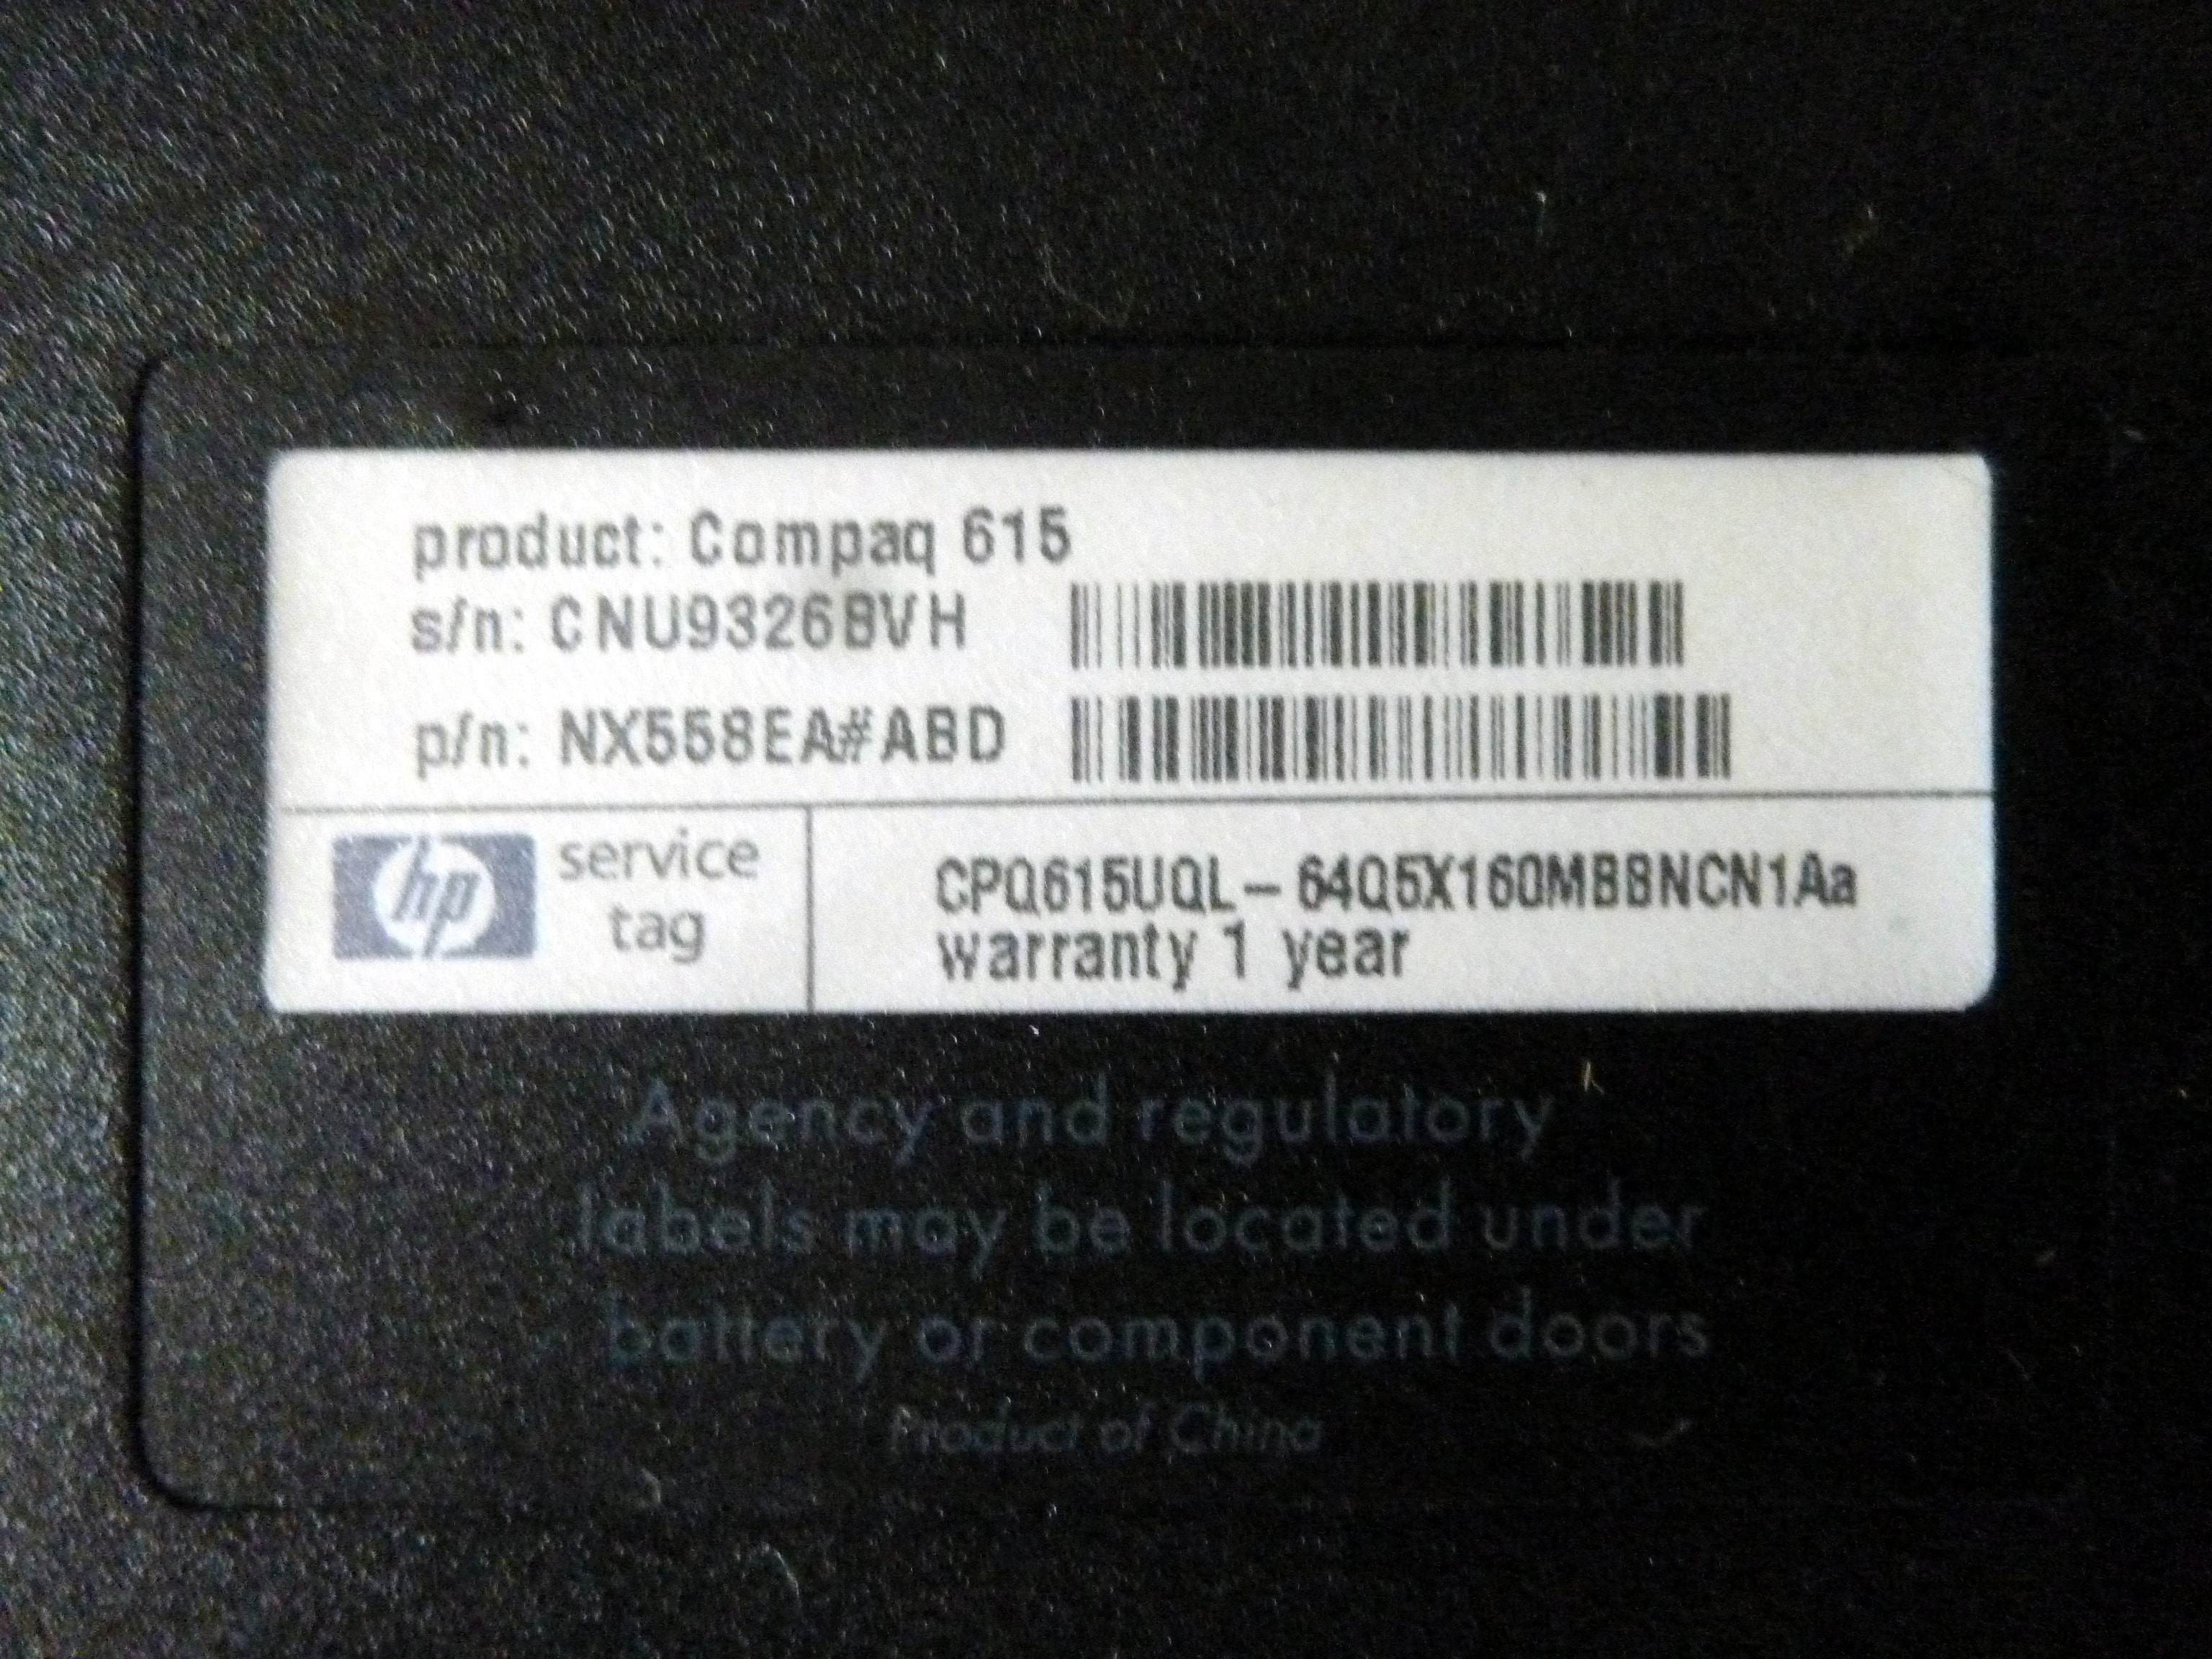 product: Compaq 615
s/n: CNU9326BVH
p/n: NX558EA#ABD
hp service
tag
CPQ615UQL-64Q5X160MBBNCN1Aa
warranty 1 year
Agency and regulatory
labels may be located under
battery or component doors
Product of China